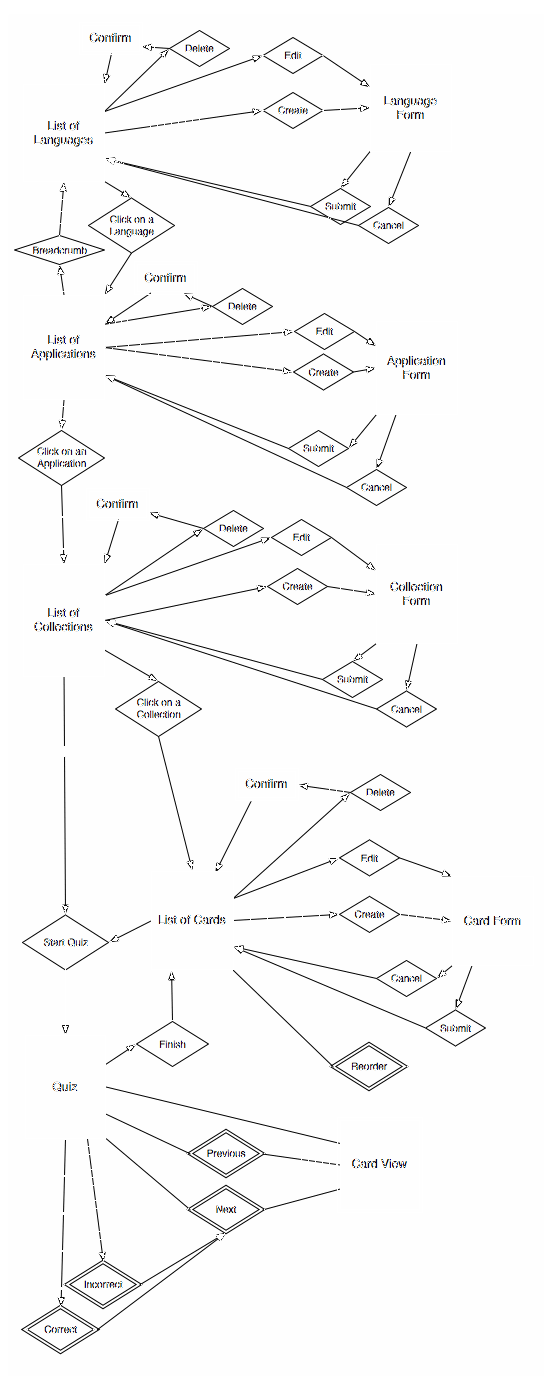 Confirm
Delete
Edit
Language
Form
Create
List of
Languages
Submit
Click on a
Language
Cancel
Breadcrumb
Confirm
Delete
Edit
List of
Applications
Application
Form
Create
Submit
Click on an
Application
Cancel
Confirm
Delete
Edit
Create
Collection
Form
List of
Collections
Submit
Click on a
Collection
Cancel
Confirm
Delete
Edit
Create
List of Cards
Card Form
Start Quiz
Cancel
Submit
Finish
Reorder
Quiz
Previous
Card View
Next
Incorrect
Correct